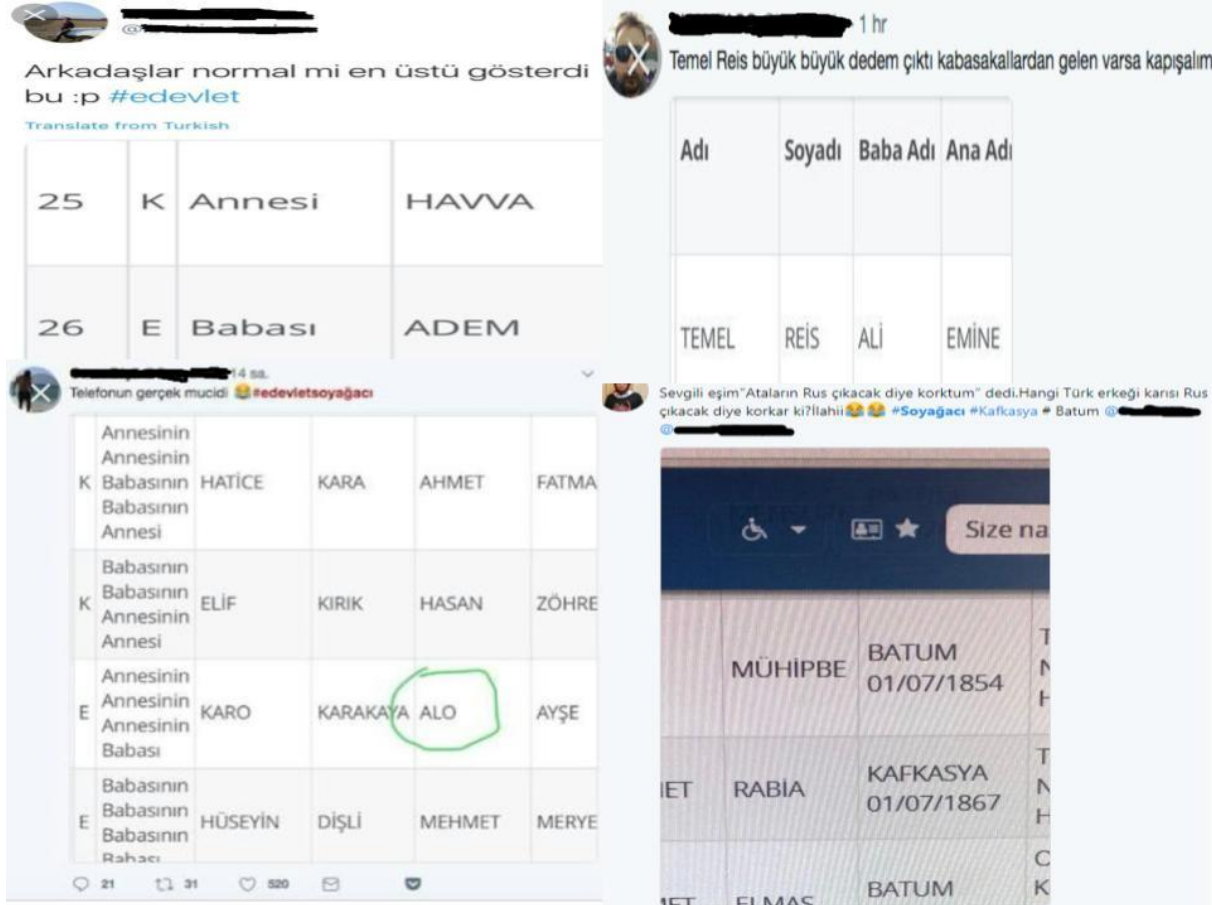 Arkadaşlar normal mi en üstü gösterdi
bu :p #edevlet
Translate from Turkish
25 K Annesi HAVVA
26 E Babası ADEM
1 hr
Temel Reis büyük büyük dedem çıktı kabasakallardan gelen varsa kapışalım
Adı Soyadı Baba Adı Ana Adı
TEMEL REİS ALİ EMİNE
14 sa.
Telefonun gerçek mucidi 😂 #edevletsoyağacı
Annesinin
Annesinin
K Babasının HATİCE KARA AHMET FATMA
Babasının
Annesi
Babasının
Babasının
K Annesinin ELİF KIRIK HASAN ZÖHRE
Annesi
Annesinin
Annesinin
E Annesinin KARO KARAKAYA ALO AYŞE
Babası
Babasının
Babasının
E Babasının HÜSEYİN DİŞLİ MEHMET MERYE
Babası
21 31 520
Sevgili eşim"Ataların Rus çıkacak diye korktum" dedi.Hangi Türk erkeği karısı Rus
çıkacak diye korkar ki?İlahii😂😂 #Soyağacı #Kafkasya # Batum @
@
Size na
MÜHİPBE BATUM
01/07/1854
RABİA KAFKASYA
01/07/1867
ELMAS BATUM